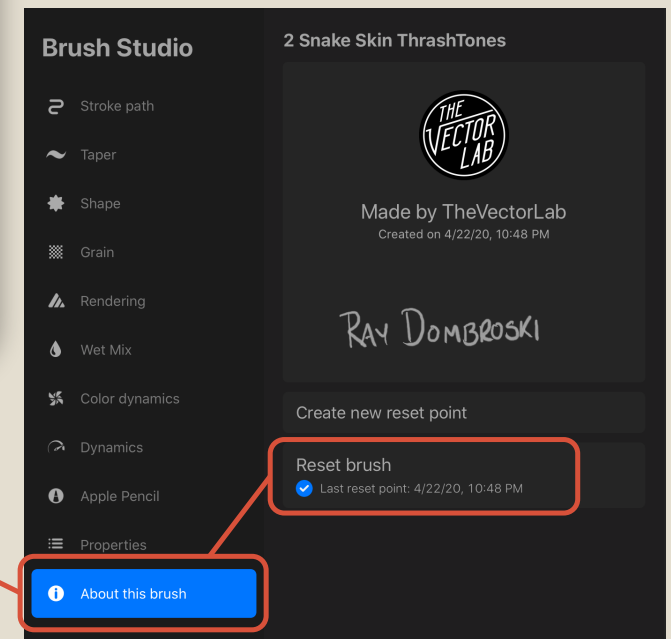 Brush Studio
Stroke path
Taper
Shape
Grain
Rendering
Wet Mix
Color dynamics
Dynamics
Apple Pencil
Properties
About this brush
2 Snake Skin ThrashTones
THE
VECTOR
LAB
Made by TheVectorLab
Created on 4/22/20, 10:48 PM
RAY DOMBROSKI
Create new reset point
Reset brush
Last reset point: 4/22/20, 10:48 PM